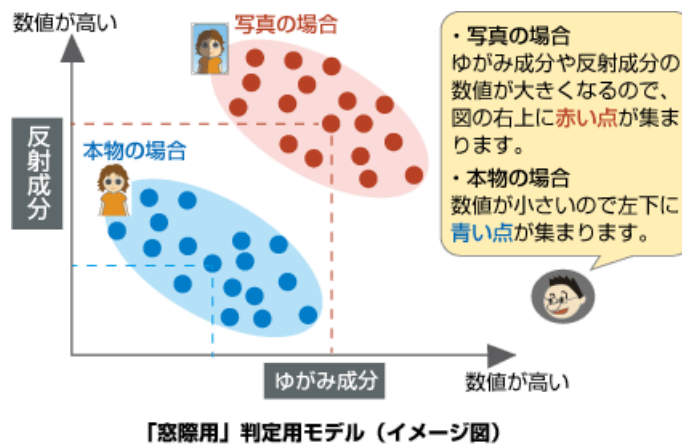 数値が高い
写真の場合
反射成分
本物の場合
ゆがみ成分
数値が高い
・写真の場合
ゆがみ成分や反射成分の
数値が大きくなるので、
図の右上に赤い点が集ま
ります。
・本物の場合
数値が小さいので左下に
青い点が集まります。
「窓際用」判定用モデル（イメージ図）